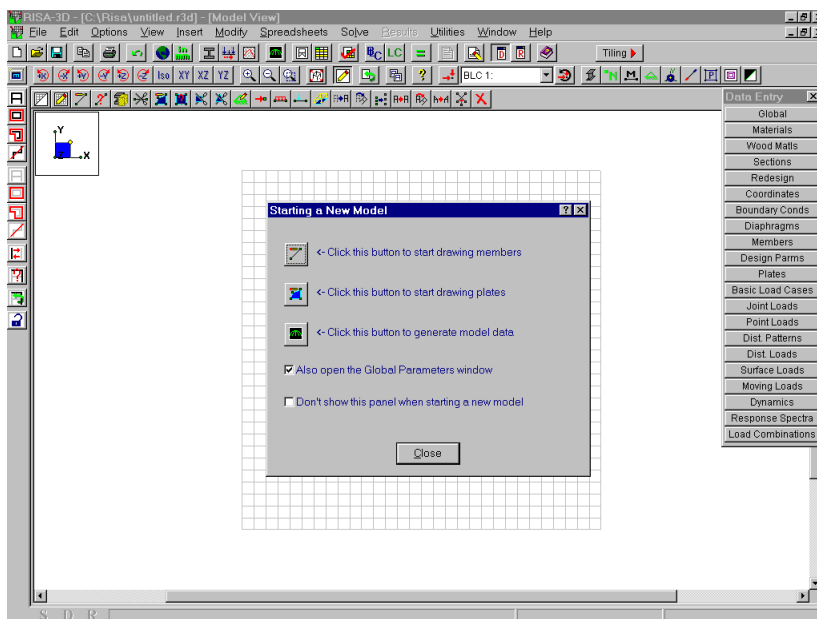 RISA-3D - [C:\Risa\untitled.r3d] - [Model View]
File Edit Options View Insert Modify Spreadsheets Solve Results Utilities Window Help
B C LC = D R Tiling
Iso XY XZ YZ ? BLC 1: N M P
Data Entry
Global
Materials
Wood Matls
Sections
Redesign
Coordinates
Boundary Conds
Diaphragms
Members
Design Parms
Plates
Basic Load Cases
Joint Loads
Point Loads
Dist. Patterns
Dist. Loads
Surface Loads
Moving Loads
Dynamics
Response Spectra
Load Combinations
Y
Z X
Starting a New Model
<- Click this button to start drawing members
<- Click this button to start drawing plates
<- Click this button to generate model data
Also open the Global Parameters window
Don't show this panel when starting a new model
Close
S D R